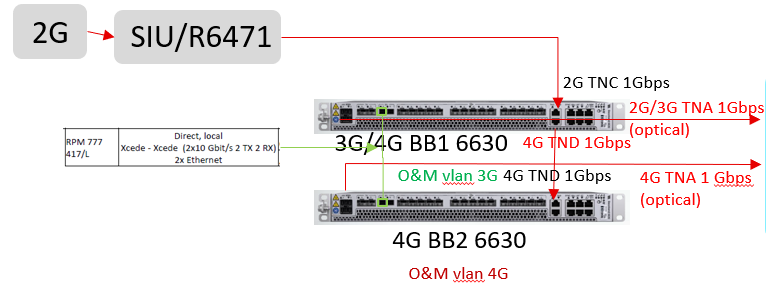 2G
SIU/R6471
2G TNC 1Gbps
2G/3G TNA 1Gbps
(optical)
RPM 777
417/L
Direct, local
Xcede - Xcede (2x10 Gbit/s 2 TX 2 RX)
2x Ethernet
3G/4G BB1 6630
4G TND 1Gbps
O&M vlan 3G
4G TND 1Gbps
4G TNA 1 Gbps
(optical)
4G BB2 6630
O&M vlan 4G